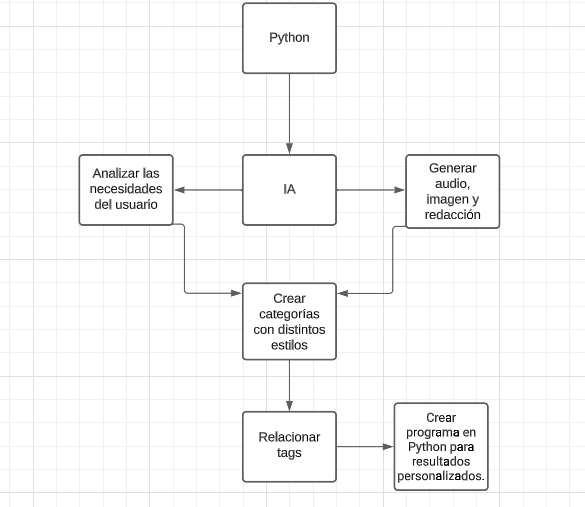 Python
Analizar las
necesidades
del usuario
IA
Generar
audio,
imagen y
redacción
Crear
categorías
con distintos
estilos
Relacionar
tags
Crear
programa en
Python para
resultados
personalizados.